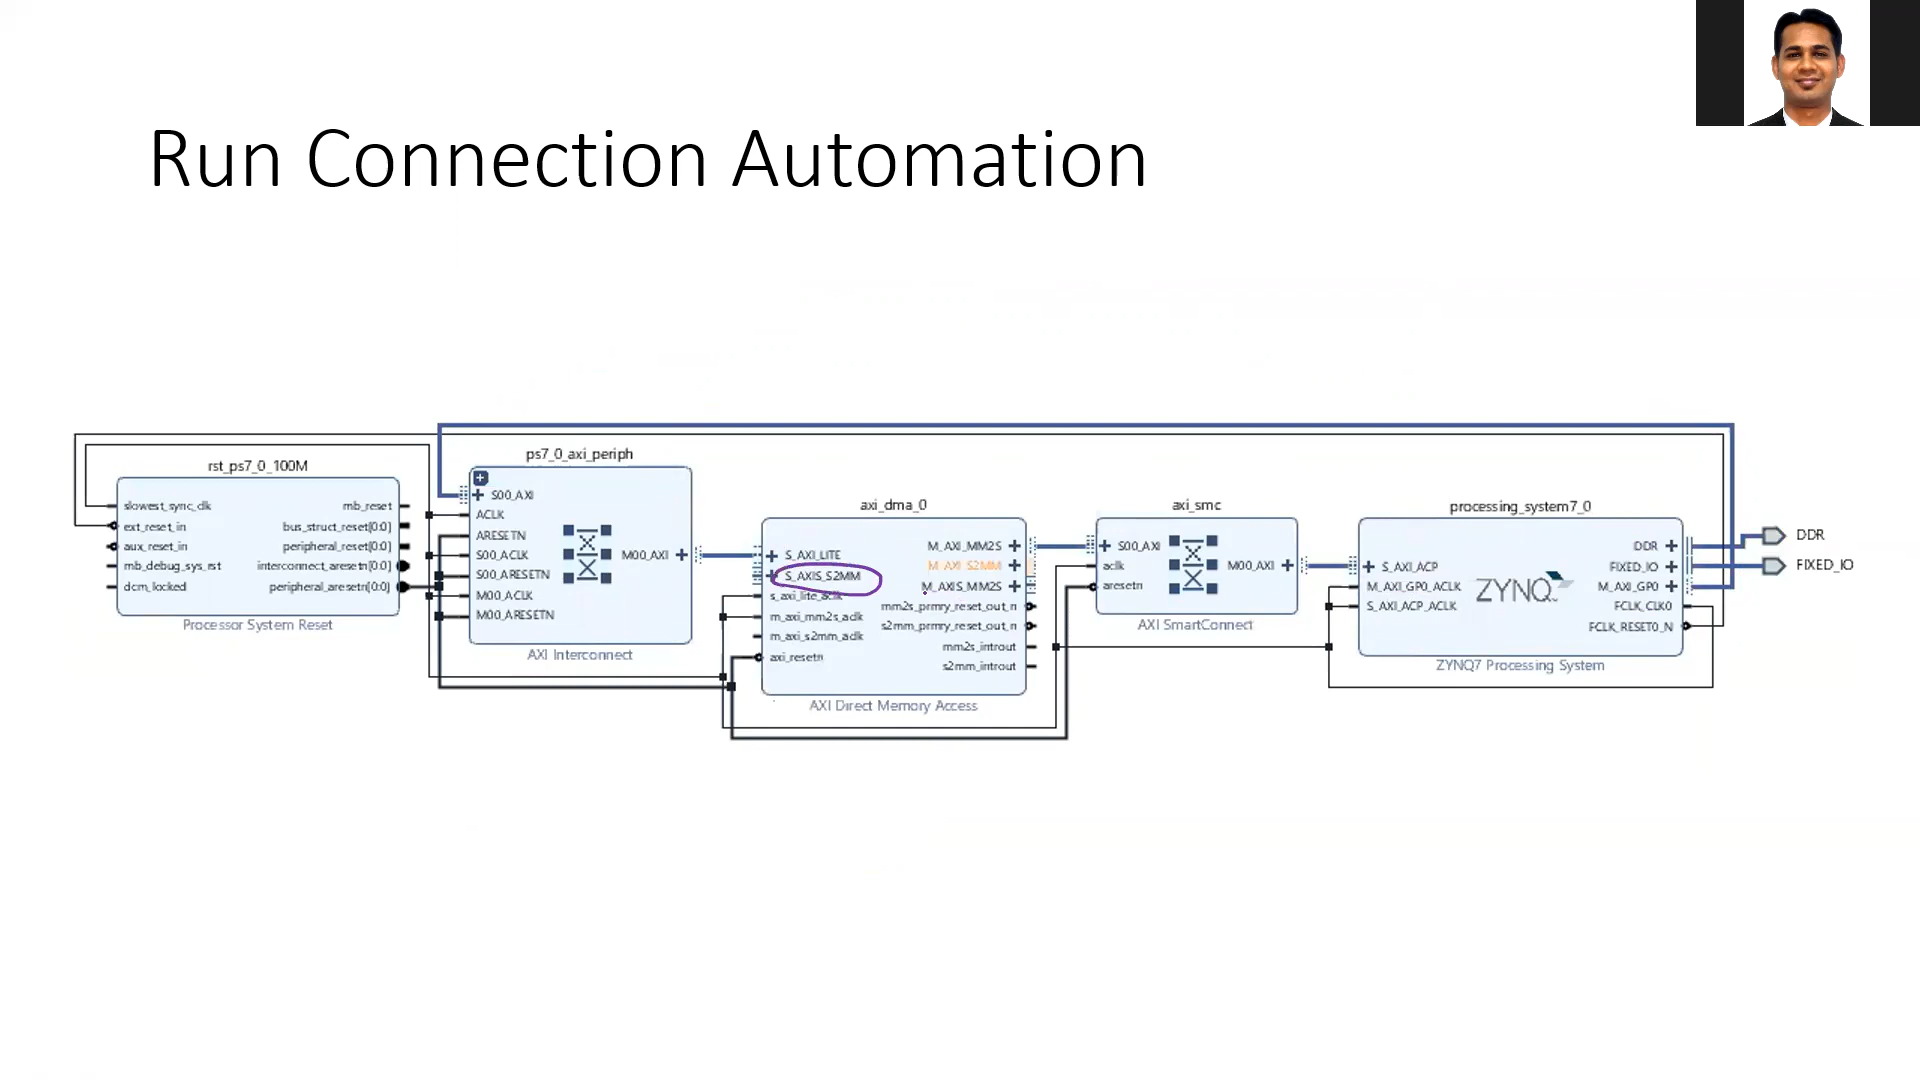 Run Connection Automation
rst_ps7_0_100M
slowest_sync_clk
ext_reset_in
aux_reset_in
mb_debug_sys_rst
dcm_locked
mb_reset
bus_struct_reset[0:0]
peripheral_reset[0:0]
interconnect_aresetn[0:0]
peripheral_aresetn[0:0]
Processor System Reset
ps7_0_axi_periph
S00_AXI
ACLK
ARESETN
S00_ACLK
S00_ARESETN
M00_ACLK
M00_ARESETN
M00_AXI
AXI Interconnect
axi_dma_0
S_AXI_LITE
S_AXIS_S2MM
s_axi_lite_aclk
m_axi_mm2s_aclk
m_axi_s2mm_aclk
axi_resetn
M_AXI_MM2S
M_AXI_S2MM
M_AXIS_MM2S
mm2s_prmry_reset_out_n
s2mm_prmry_reset_out_n
mm2s_introut
s2mm_introut
AXI Direct Memory Access
axi_smc
S00_AXI
aclk
aresetn
M00_AXI
AXI SmartConnect
processing_system7_0
S_AXI_ACP
M_AXI_GP0_ACLK
S_AXI_ACP_ACLK
ZYNQ
DDR
FIXED_IO
M_AXI_GP0
FCLK_CLK0
FCLK_RESET0_N
ZYNQ7 Processing System
DDR
FIXED_IO